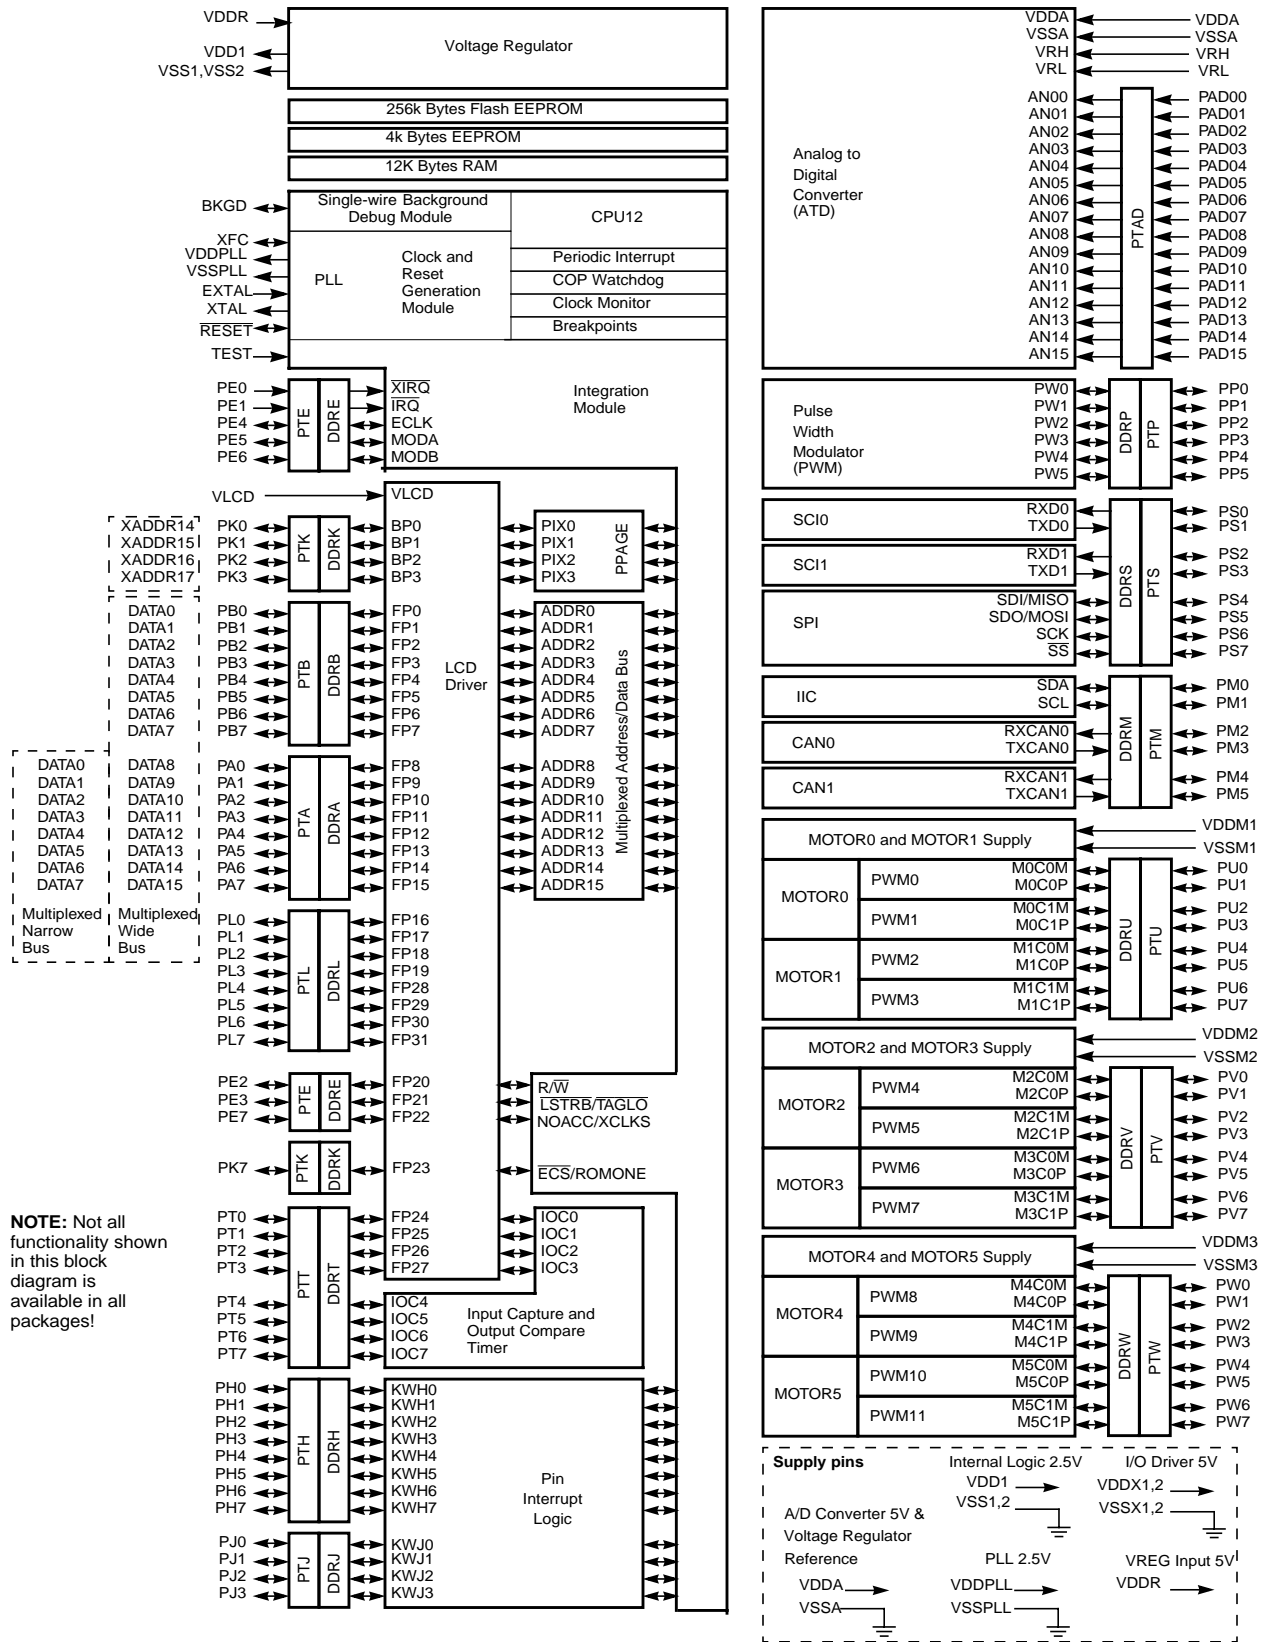 VDDR
VDD1
VSS1,VSS2
Voltage Regulator
256k Bytes Flash EEPROM
4k Bytes EEPROM
12K Bytes RAM
BKGD
XFC
VDDPLL
VSSPLL
EXTAL
XTAL
RESET
TEST
Single-wire Background
Debug Module
CPU12
PLL
Clock and
Reset
Generation
Module
Periodic Interrupt
COP Watchdog
Clock Monitor
Breakpoints
Integration
Module
PE0
PE1
PE4
PE5
PE6
PTE
DDRE
XIRQ
IRQ
ECLK
MODA
MODB
VLCD
VLCD
LCD
Driver
XADDR14
XADDR15
XADDR16
XADDR17
PK0
PK1
PK2
PK3
PTK
DDRK
BP0
BP1
BP2
BP3
PIX0
PIX1
PIX2
PIX3
PPAGE
DATA0
DATA1
DATA2
DATA3
DATA4
DATA5
DATA6
DATA7
PB0
PB1
PB2
PB3
PB4
PB5
PB6
PB7
PTB
DDRB
FP0
FP1
FP2
FP3
FP4
FP5
FP6
FP7
ADDR0
ADDR1
ADDR2
ADDR3
ADDR4
ADDR5
ADDR6
ADDR7
Multiplexed Address/Data Bus
DATA0
DATA1
DATA2
DATA3
DATA4
DATA5
DATA6
DATA7
Multiplexed
Narrow
Bus
DATA8
DATA9
DATA10
DATA11
DATA12
DATA13
DATA14
DATA15
Multiplexed
Wide
Bus
PA0
PA1
PA2
PA3
PA4
PA5
PA6
PA7
PTA
DDRA
FP8
FP9
FP10
FP11
FP12
FP13
FP14
FP15
ADDR8
ADDR9
ADDR10
ADDR11
ADDR12
ADDR13
ADDR14
ADDR15
PL0
PL1
PL2
PL3
PL4
PL5
PL6
PL7
PTL
DDRL
FP16
FP17
FP18
FP19
FP28
FP29
FP30
FP31
PE2
PE3
PE7
PTE
DDRE
FP20
FP21
FP22
R/W
LSTRB/TAGLO
NOACC/XCLKS
PK7
PTK
DDRK
FP23
ECS/ROMONE
NOTE: Not all
functionality shown
in this block
diagram is
available in all
packages!
PT0
PT1
PT2
PT3
PT4
PT5
PT6
PT7
PTT
DDRT
FP24
FP25
FP26
FP27
IOC0
IOC1
IOC2
IOC3
IOC4
IOC5
IOC6
IOC7
Input Capture and
Output Compare
Timer
PH0
PH1
PH2
PH3
PH4
PH5
PH6
PH7
PTH
DDRH
KWH0
KWH1
KWH2
KWH3
KWH4
KWH5
KWH6
KWH7
Pin
Interrupt
Logic
PJ0
PJ1
PJ2
PJ3
PTJ
DDRJ
KWJ0
KWJ1
KWJ2
KWJ3
Analog to
Digital
Converter
(ATD)
VDDA
VSSA
VRH
VRL
VDDA
VSSA
VRH
VRL
AN00
AN01
AN02
AN03
AN04
AN05
AN06
AN07
AN08
AN09
AN10
AN11
AN12
AN13
AN14
AN15
PTAD
PAD00
PAD01
PAD02
PAD03
PAD04
PAD05
PAD06
PAD07
PAD08
PAD09
PAD10
PAD11
PAD12
PAD13
PAD14
PAD15
Pulse
Width
Modulator
(PWM)
PW0
PW1
PW2
PW3
PW4
PW5
DDRP
PTP
PP0
PP1
PP2
PP3
PP4
PP5
SCI0
RXD0
TXD0
SCI1
RXD1
TXD1
SPI
SDI/MISO
SDO/MOSI
SCK
SS
DDRS
PTS
PS0
PS1
PS2
PS3
PS4
PS5
PS6
PS7
IIC
SDA
SCL
CAN0
RXCAN0
TXCAN0
CAN1
RXCAN1
TXCAN1
DDRM
PTM
PM0
PM1
PM2
PM3
PM4
PM5
MOTOR0 and MOTOR1 Supply
VDDM1
VSSM1
MOTOR0
PWM0
PWM1
MOTOR1
PWM2
PWM3
M0C0M
M0C0P
M0C1M
M0C1P
M1C0M
M1C0P
M1C1M
M1C1P
DDRU
PTU
PU0
PU1
PU2
PU3
PU4
PU5
PU6
PU7
MOTOR2 and MOTOR3 Supply
VDDM2
VSSM2
MOTOR2
PWM4
PWM5
MOTOR3
PWM6
PWM7
M2C0M
M2C0P
M2C1M
M2C1P
M3C0M
M3C0P
M3C1M
M3C1P
DDRV
PTV
PV0
PV1
PV2
PV3
PV4
PV5
PV6
PV7
MOTOR4 and MOTOR5 Supply
VDDM3
VSSM3
MOTOR4
PWM8
PWM9
MOTOR5
PWM10
PWM11
M4C0M
M4C0P
M4C1M
M4C1P
M5C0M
M5C0P
M5C1M
M5C1P
DDRW
PTW
PW0
PW1
PW2
PW3
PW4
PW5
PW6
PW7
Supply pins
Internal Logic 2.5V
VDD1
VSS1,2
I/O Driver 5V
VDDX1,2
VSSX1,2
A/D Converter 5V &
Voltage Regulator
Reference
VDDA
VSSA
PLL 2.5V
VDDPLL
VSSPLL
VREG Input 5V
VDDR